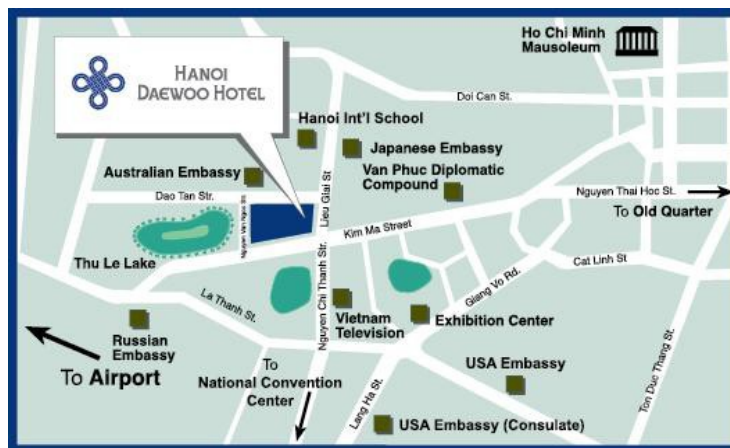 HANOI
DAEWOO HOTEL
Ho Chi Minh
Mausoleum
Doi Can St.
Hanoi Int'l School
Japanese Embassy
Van Phuc Diplomatic
Compound
Australian Embassy
Dao Tan Str.
Nguyen Van Ngoc Str.
Lieu Giai St
Nguyen Thai Hoc St.
To Old Quarter
Kim Ma Street
Thu Le Lake
Cat Linh St
La Thanh St.
Nguyen Chi Thanh Str.
Giang Vo Rd.
Vietnam
Television
Exhibition Center
Russian
Embassy
To Airport
To
National Convention
Center
Lang Ha St.
USA Embassy
USA Embassy (Consulate)
Ton Duc Thang St.